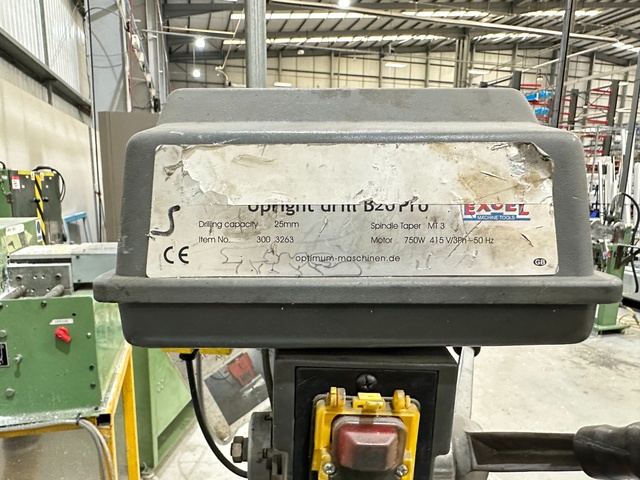 Upright drill B26 Pro
EXCEL
MACHINE TOOLS
Drilling capacity 25mm Spindle Taper MT 3
Item No. 300 3263 Motor 750W 415 V/3Ph~50 Hz
CE optimum-maschinen.de GB